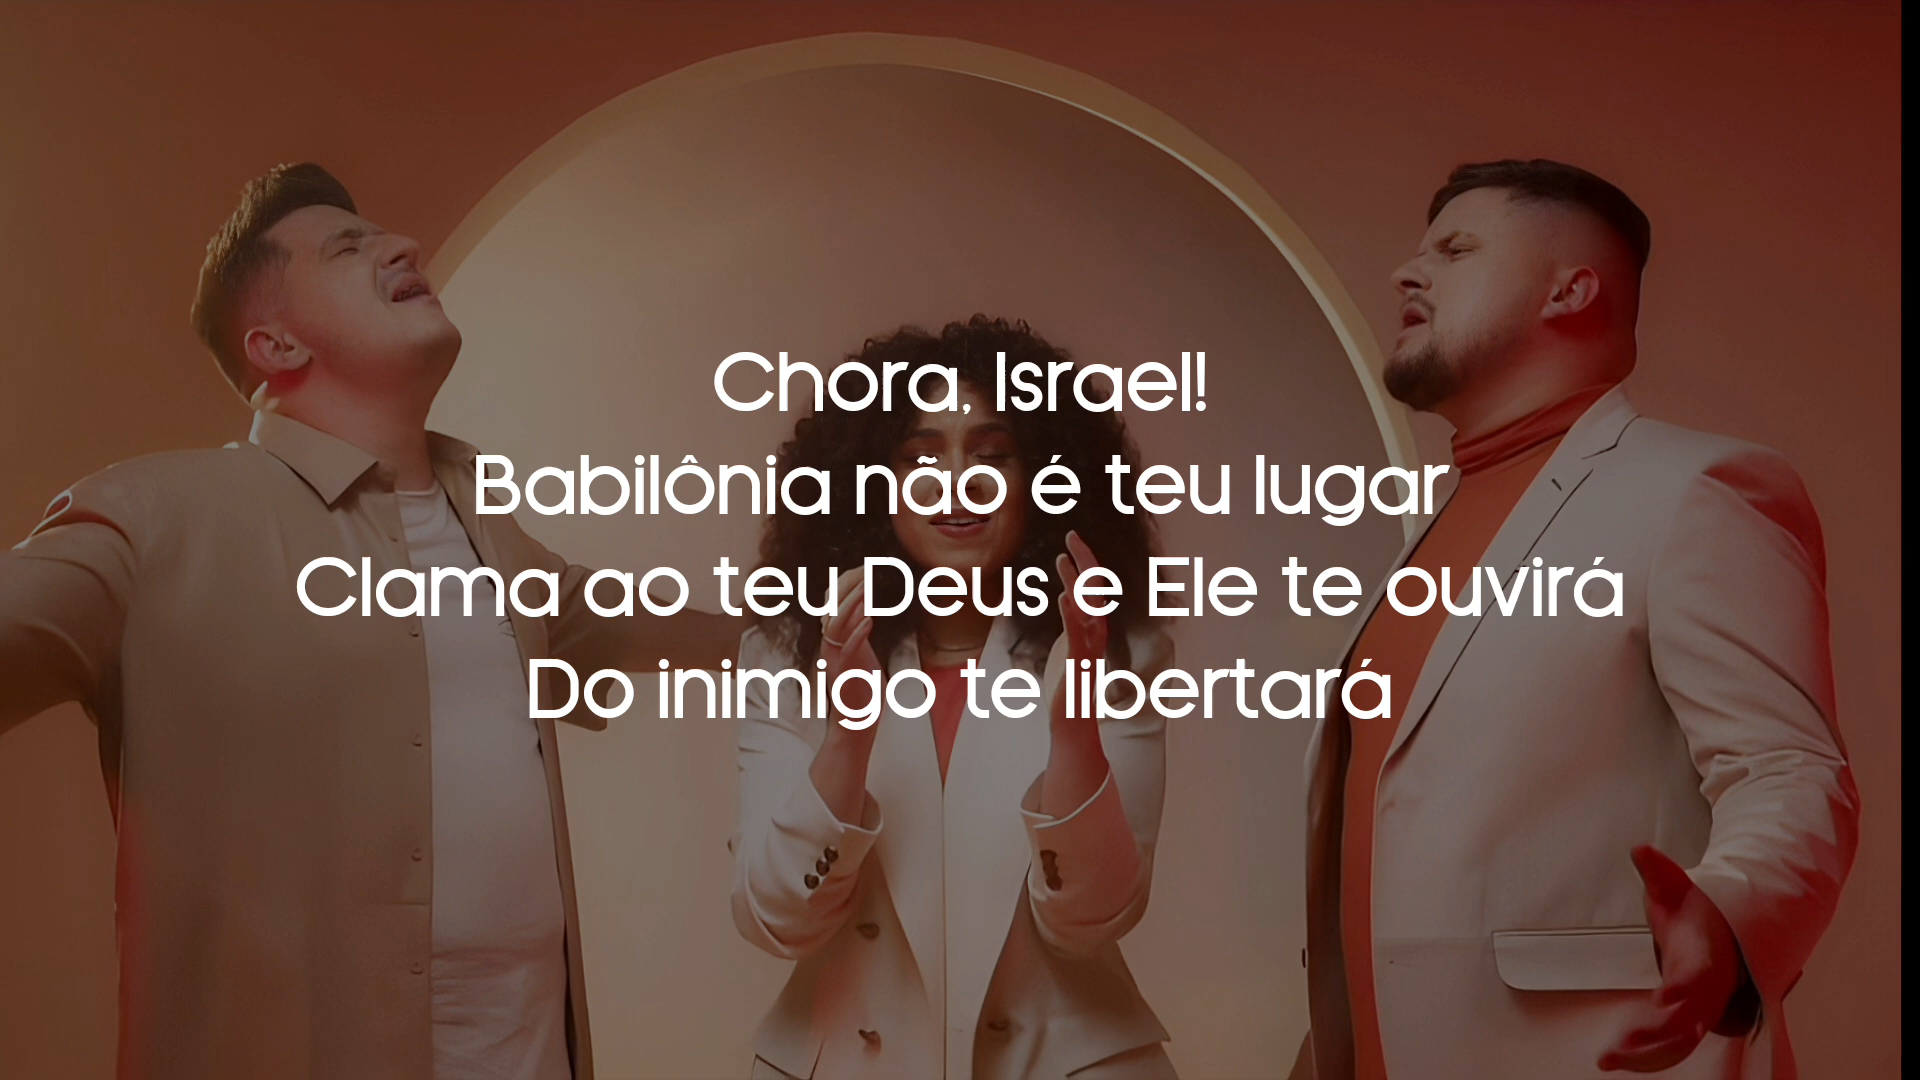 Chora, Israel!
Babilônia não é teu lugar
Clama ao teu Deus e Ele te ouvirá
Do inimigo te libertará